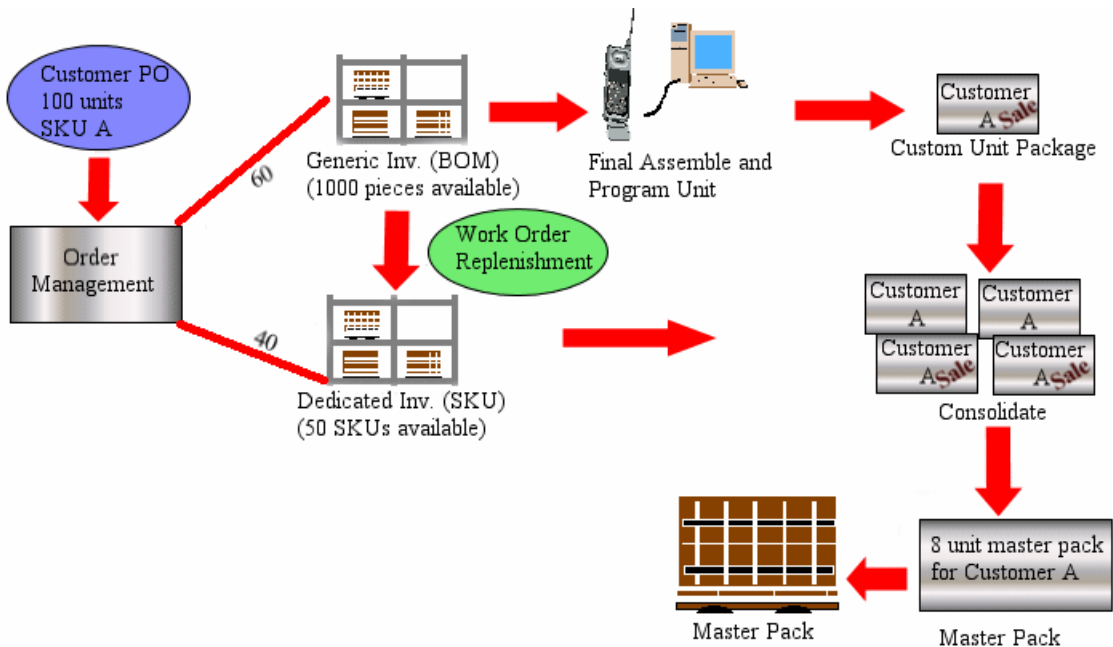 Customer PO
100 units
SKU A
Order
Management
60
40
Generic Inv. (BOM)
(1000 pieces available)
Work Order
Replenishment
Dedicated Inv. (SKU)
(50 SKUs available)
Final Assemble and
Program Unit
Customer
A Sale
Custom Unit Package
Customer
A
Customer
A
Customer
A Sale
Customer
A Sale
Consolidate
8 unit master pack
for Customer A
Master Pack
Master Pack